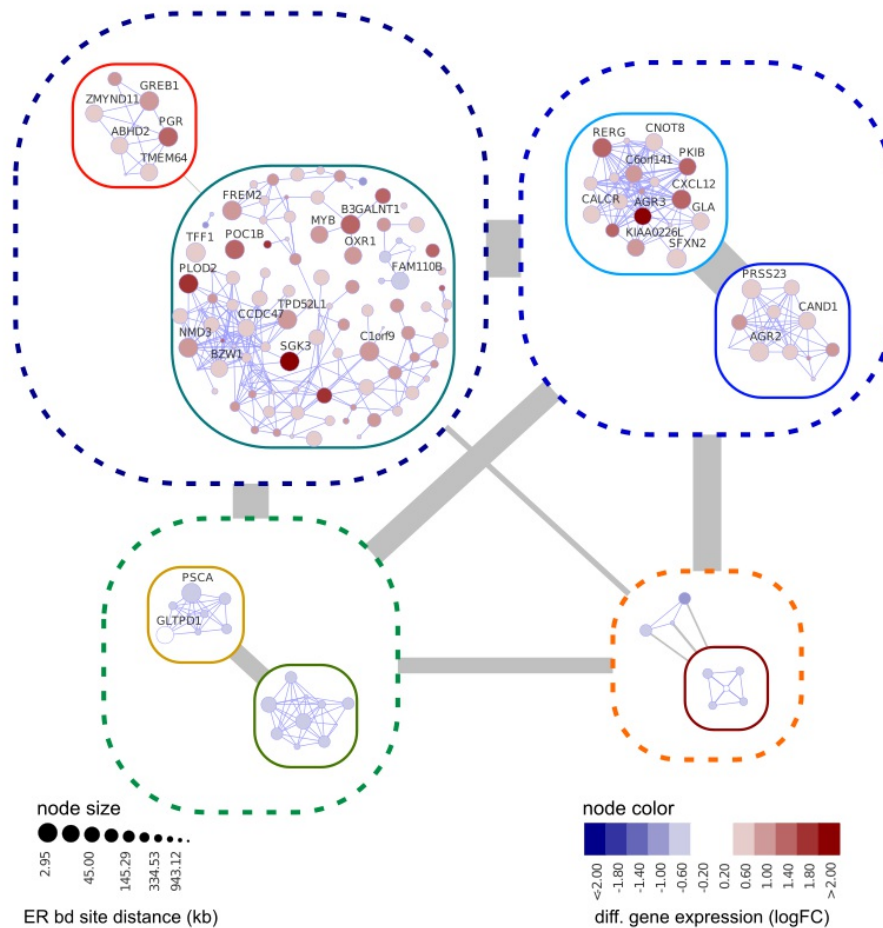 GREB1
ZMYND11
PGR
ABHD2
TMEM64
FREM2
B3GALNT1
MYB
TFF1
POC1B
OXR1
PLOD2
FAM110B
TPD52L1
CCDC47
NMD3
C1orf9
BZW1
SGK3
RERG
CNOT8
C6orf141
PKIB
CXCL12
CALCR
AGR3
GLA
KIAA0226L
SFXN2
PRSS23
CAND1
AGR2
PSCA
GLTPD1
node size
2.95
45.00
145.29
334.53
943.12
ER bd site distance (kb)
node color
<-2.00
-1.80
-1.40
-1.00
-0.60
-0.20
0.20
0.60
1.00
1.40
1.80
>2.00
diff. gene expression (logFC)